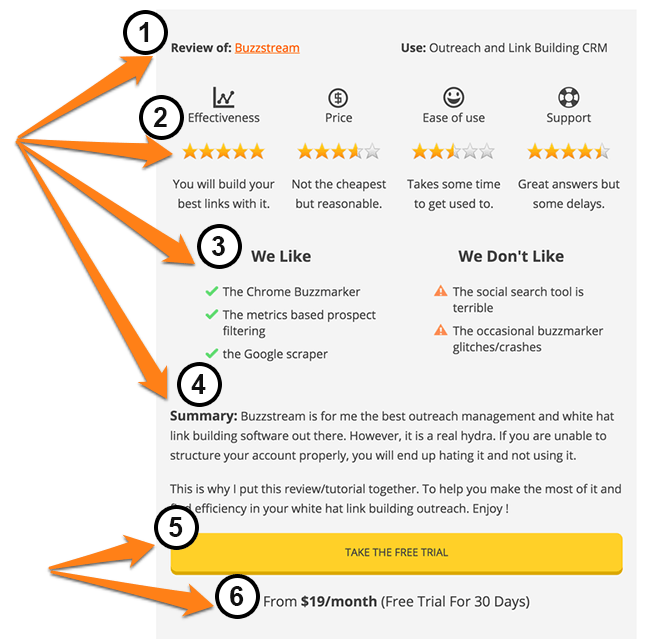 1
Review of: Buzzstream
Use: Outreach and Link Building CRM
2
Effectiveness
Price
Ease of use
Support
You will build your
best links with it.
Not the cheapest
but reasonable.
Takes some time
to get used to.
Great answers but
some delays.
3
We Like
The Chrome Buzzmarker
The metrics based prospect
filtering
the Google scraper
We Don't Like
The social search tool is
terrible
The occasional buzzmarker
glitches/crashes
4
Summary: Buzzstream is for me the best outreach management and white hat
link building software out there. However, it is a real hydra. If you are unable to
structure your account properly, you will end up hating it and not using it.
This is why I put this review/tutorial together. To help you make the most of it and
efficiency in your white hat link building outreach. Enjoy !
5
TAKE THE FREE TRIAL
6
From $19/month (Free Trial For 30 Days)